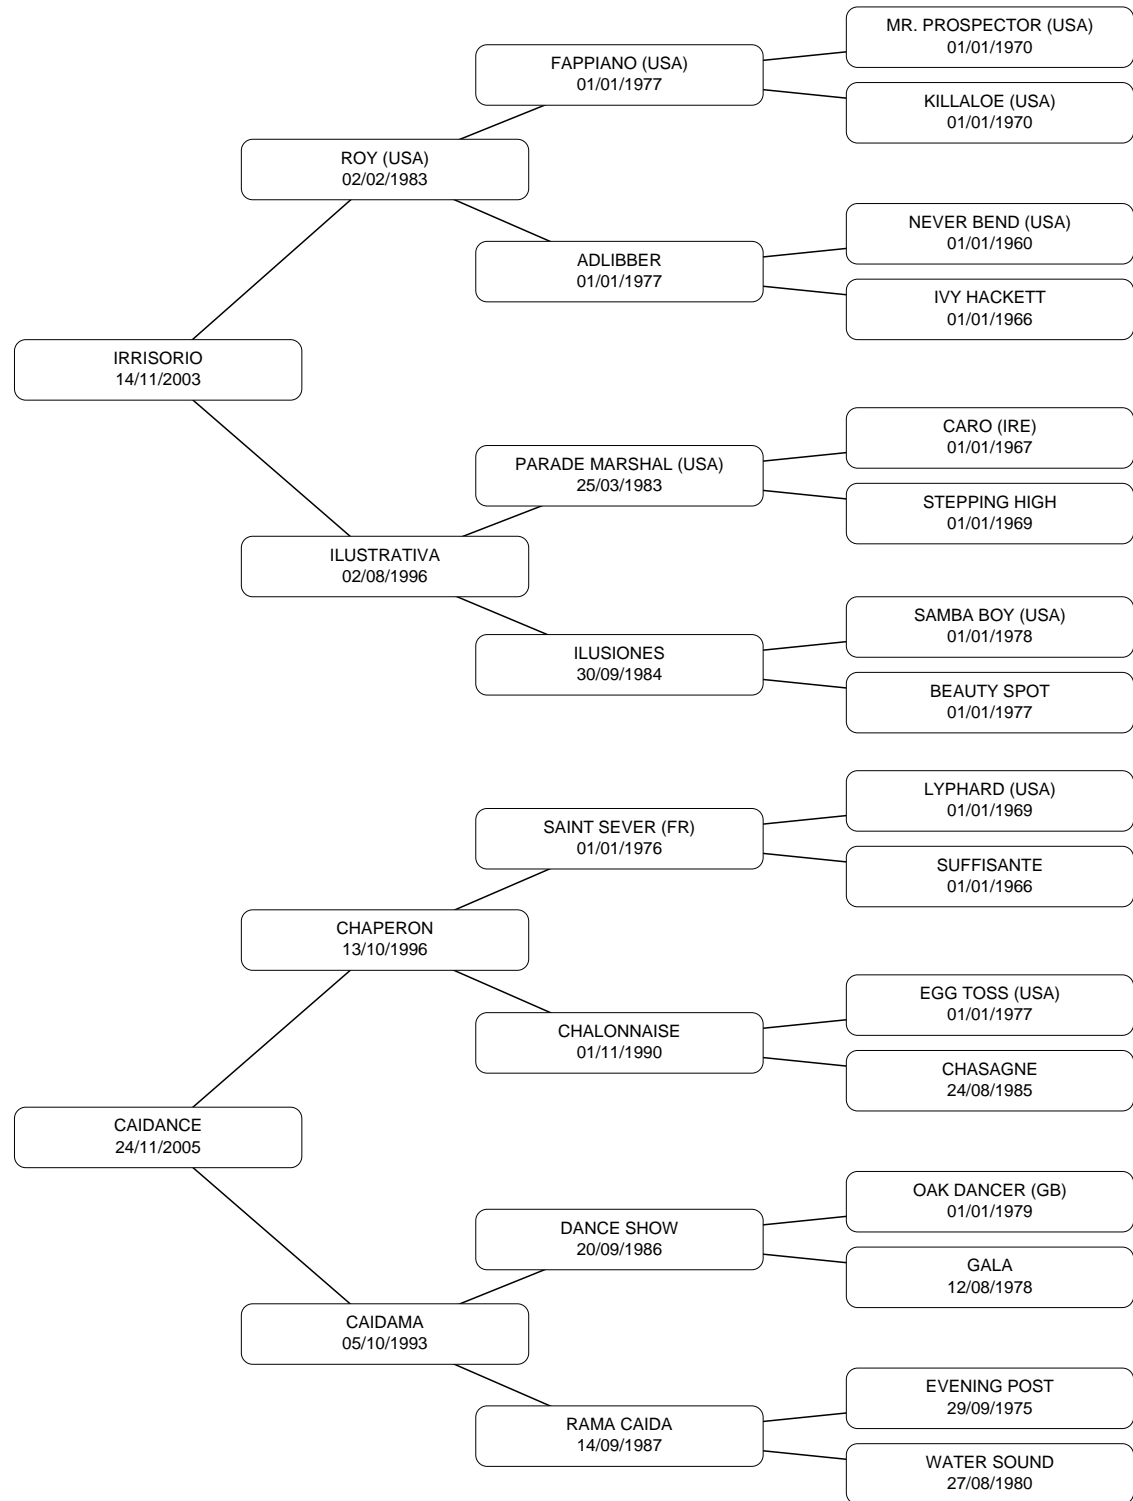 MR. PROSPECTOR (USA)
01/01/1970
FAPPIANO (USA)
01/01/1977
KILLALOE (USA)
01/01/1970
ROY (USA)
02/02/1983
NEVER BEND (USA)
01/01/1960
ADLIBBER
01/01/1977
IVY HACKETT
01/01/1966
IRRISORIO
14/11/2003
CARO (IRE)
01/01/1967
PARADE MARSHAL (USA)
25/03/1983
STEPPING HIGH
01/01/1969
ILUSTRATIVA
02/08/1996
SAMBA BOY (USA)
01/01/1978
ILUSIONES
30/09/1984
BEAUTY SPOT
01/01/1977
LYPHARD (USA)
01/01/1969
SAINT SEVER (FR)
01/01/1976
SUFFISANTE
01/01/1966
CHAPERON
13/10/1996
EGG TOSS (USA)
01/01/1977
CHALONNAISE
01/11/1990
CHASAGNE
24/08/1985
CAIDANCE
24/11/2005
OAK DANCER (GB)
01/01/1979
DANCE SHOW
20/09/1986
GALA
12/08/1978
CAIDAMA
05/10/1993
EVENING POST
29/09/1975
RAMA CAIDA
14/09/1987
WATER SOUND
27/08/1980